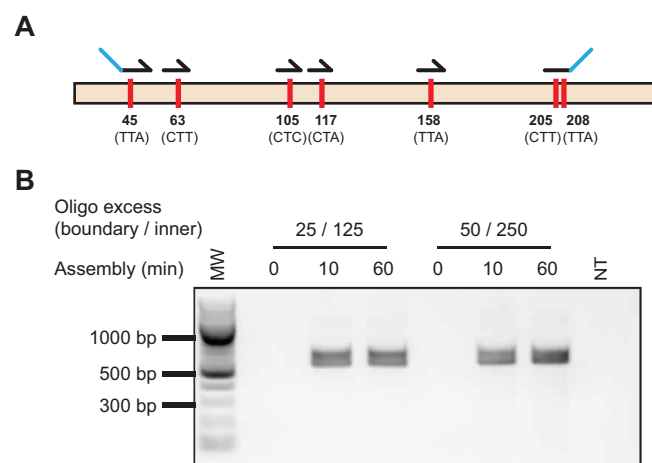 A
45 63 105 117 158 205 208
(TTA) (CTT) (CTC) (CTA) (TTA) (CTT) (TTA)
B
Oligo excess
(boundary / inner) 25 / 125 50 / 250
Assembly (min) MW 0 10 60 0 10 60 NT
1000 bp
500 bp
300 bp